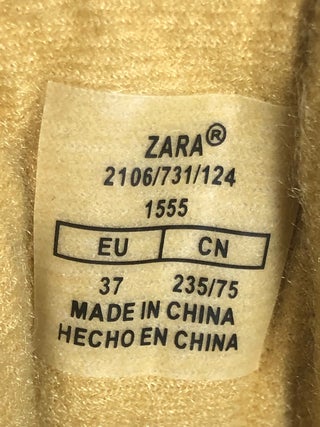 ZARA®
2106/731/124
1555
EU CN
37 235/75
MADE IN CHINA
HECHO EN CHINA